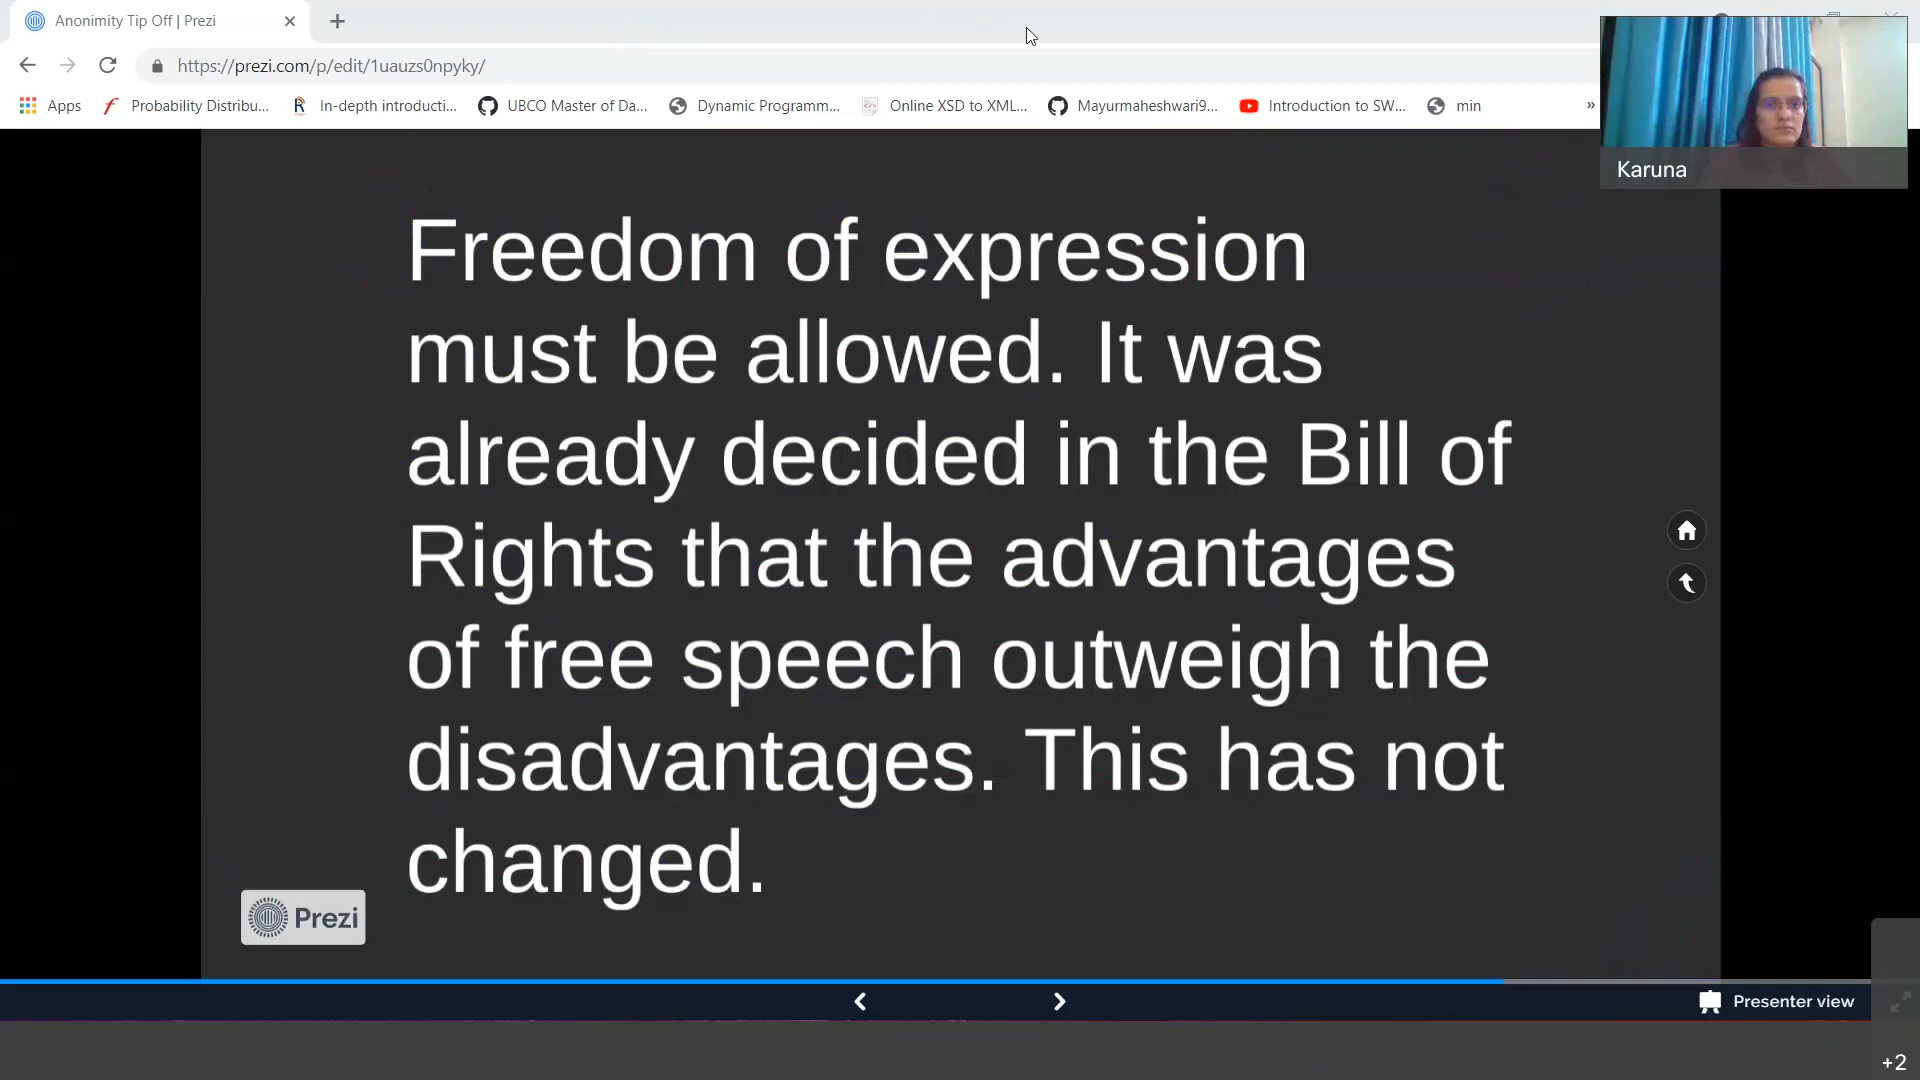 Anonimity Tip Off | Prezi
https://prezi.com/p/edit/1uauzs0npyky/
Apps
Probability Distribu...
In-depth introducti...
UBCO Master of Da...
Dynamic Programm...
Online XSD to XML...
Mayurmaheshwari9...
Introduction to SW...
min
»
Karuna
Freedom of expression
must be allowed. It was
already decided in the Bill of
Rights that the advantages
of free speech outweigh the
disadvantages. This has not
changed.
Prezi
Presenter view
+2